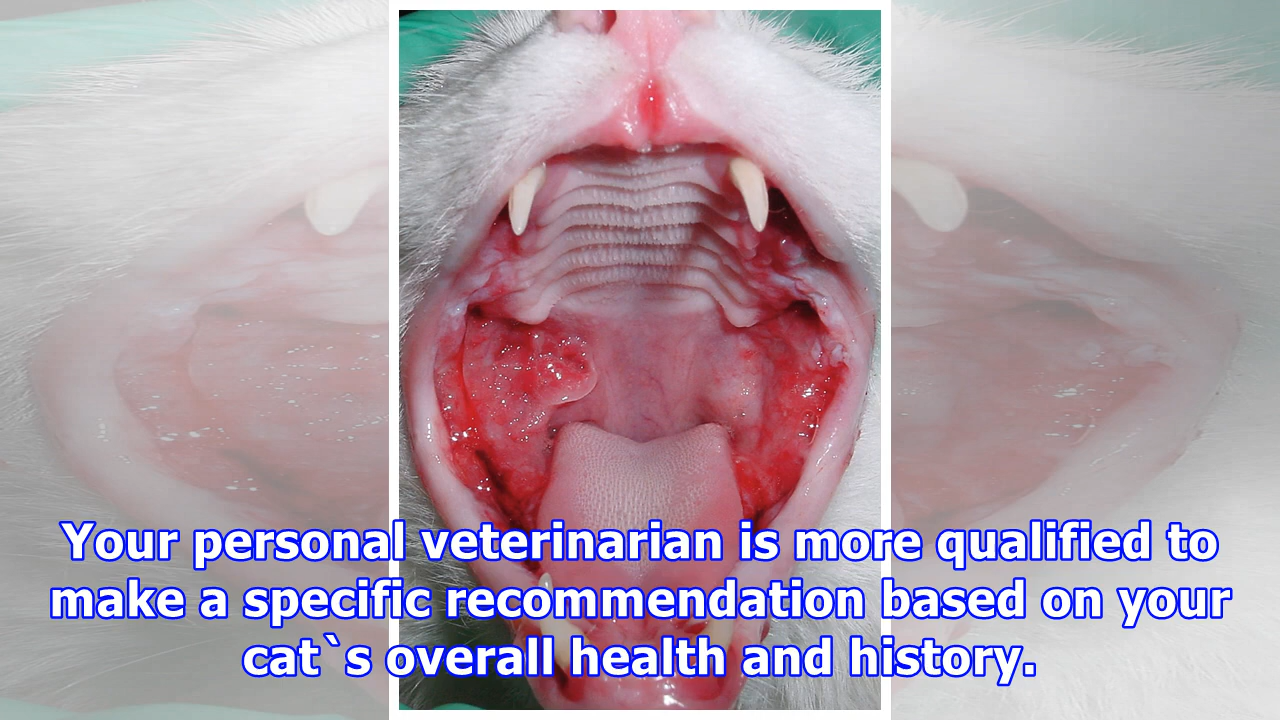 Your personal veterinarian is more qualified to
make a specific recommendation based on your
cat`s overall health and history.